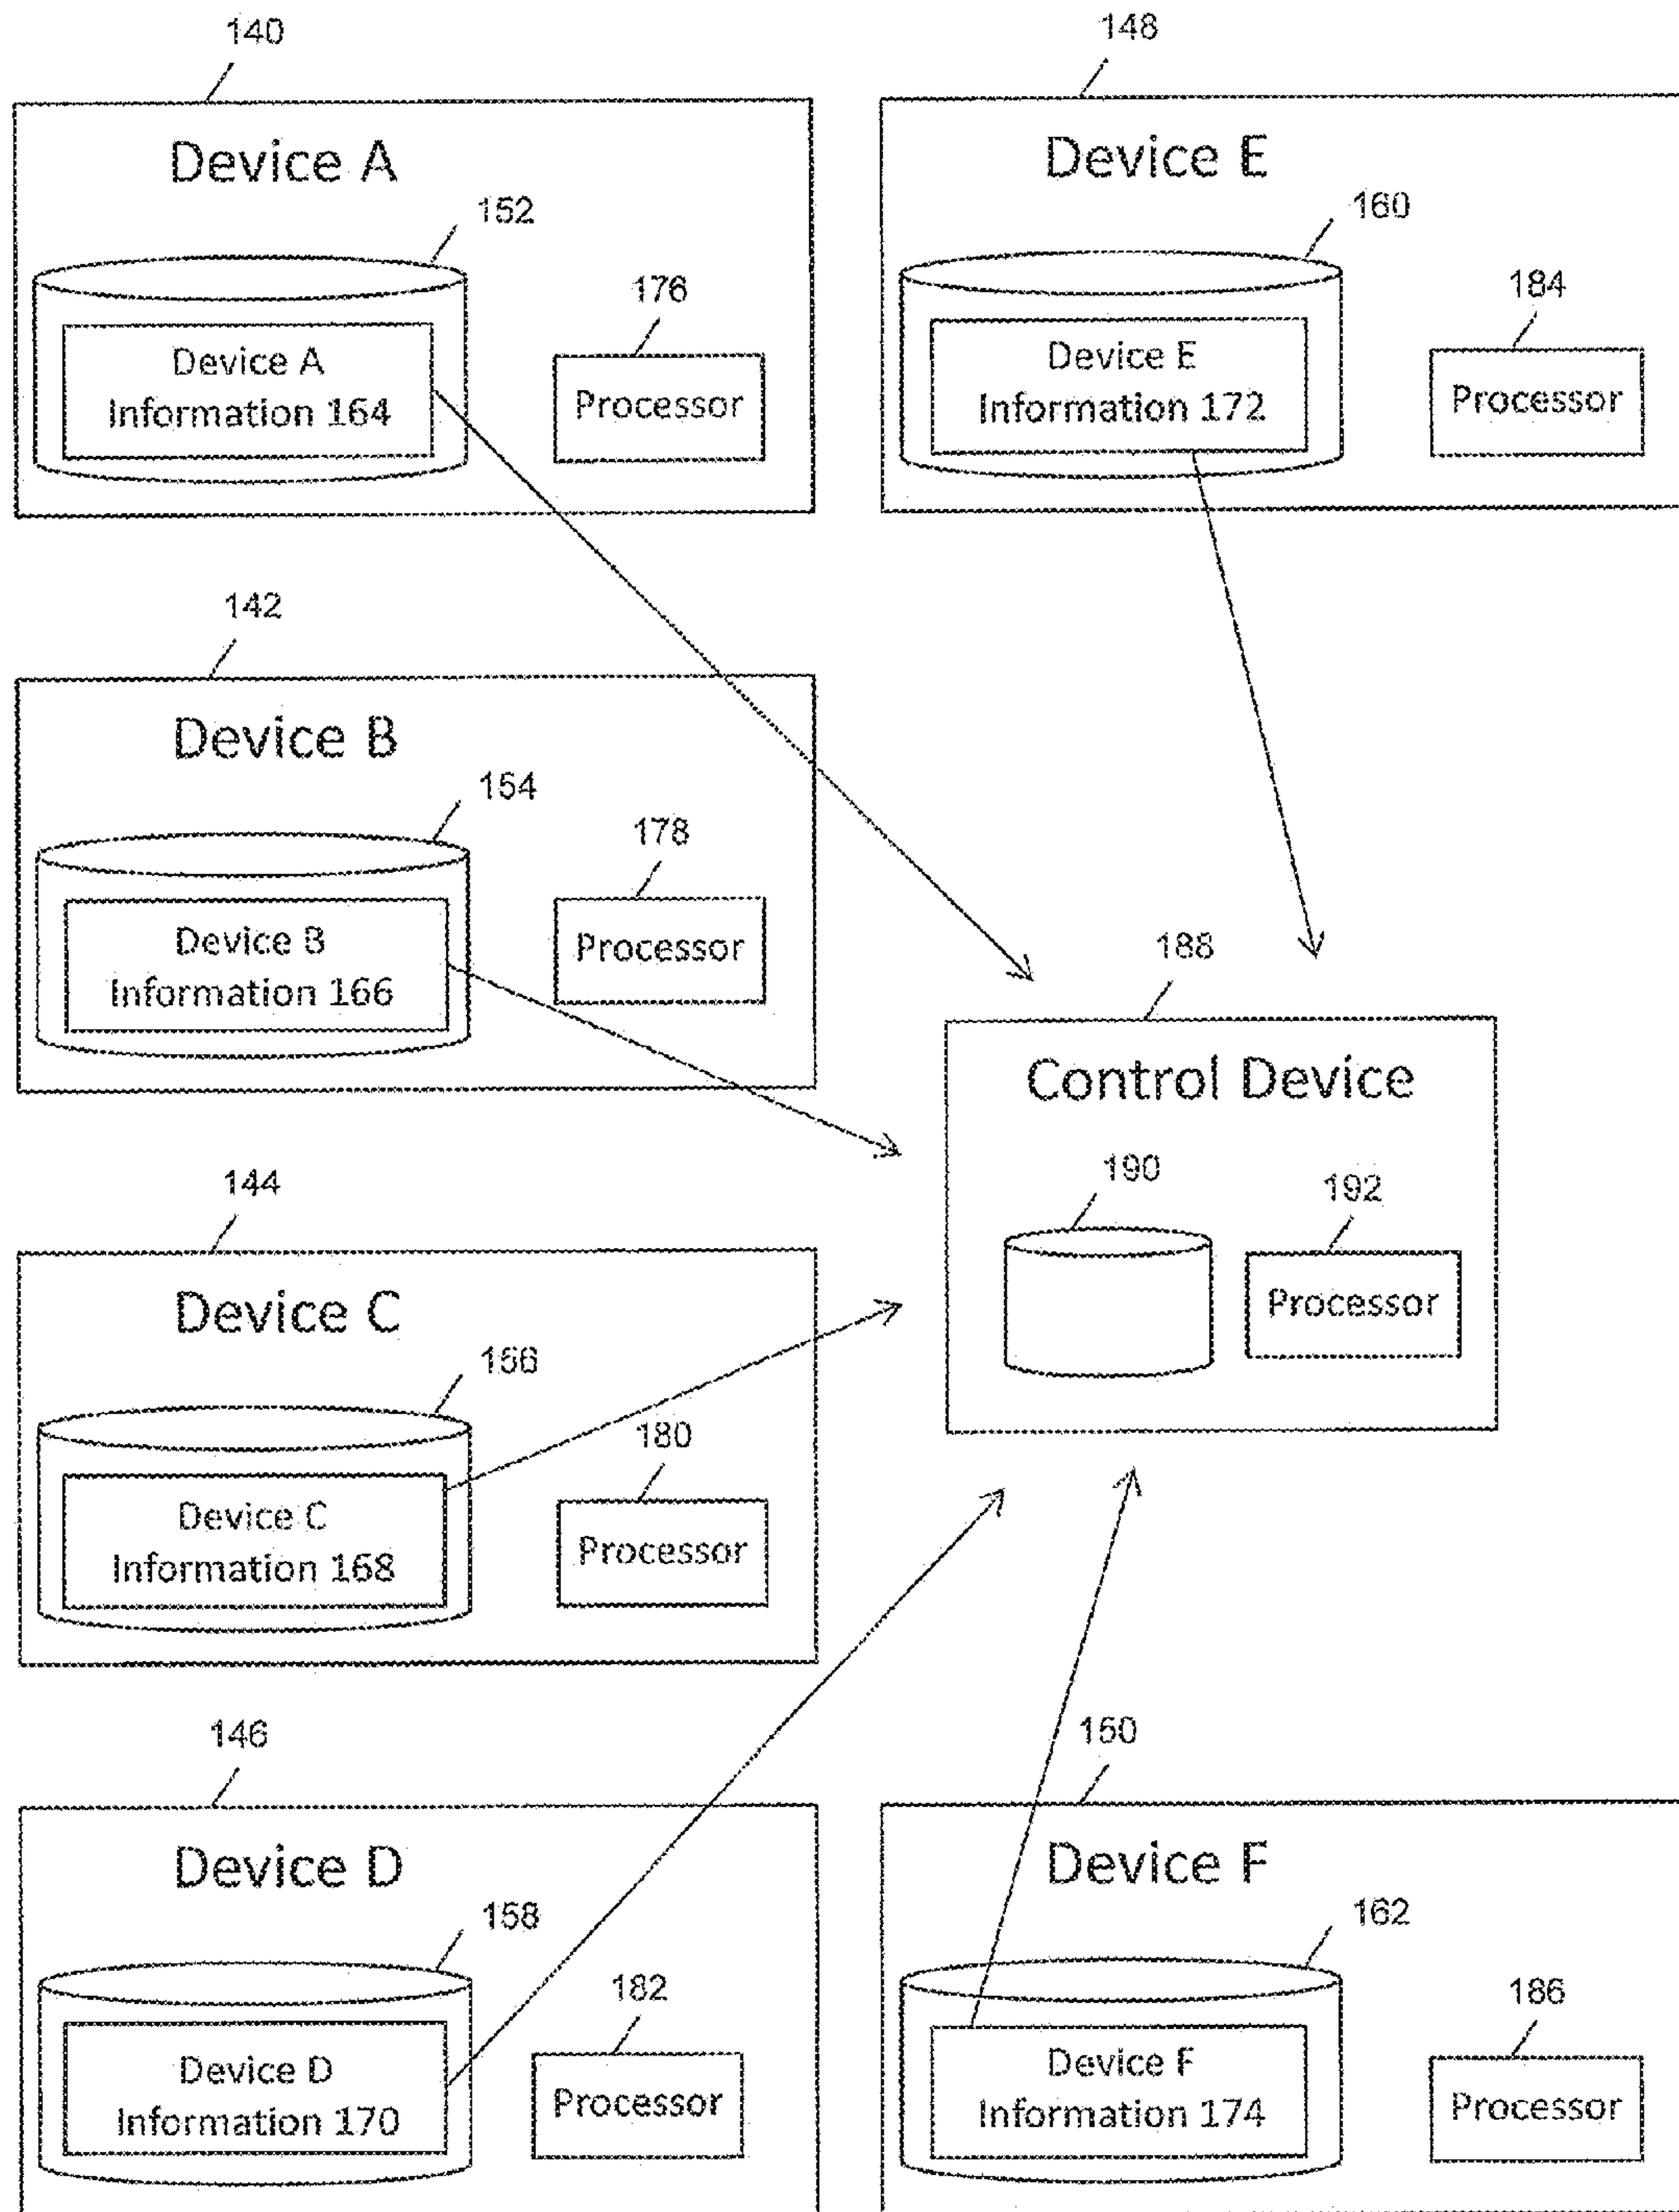 140
Device A
152
176
Device A
Information 164
Processor
148
Device E
160
184
Device E
Information 172
Processor
142
Device B
154
178
Device B
Information 166
Processor
188
Control Device
190
192
Processor
144
Device C
156
180
Device C
Information 168
Processor
146
Device D
158
182
Device D
Information 170
Processor
150
Device F
162
186
Device F
Information 174
Processor